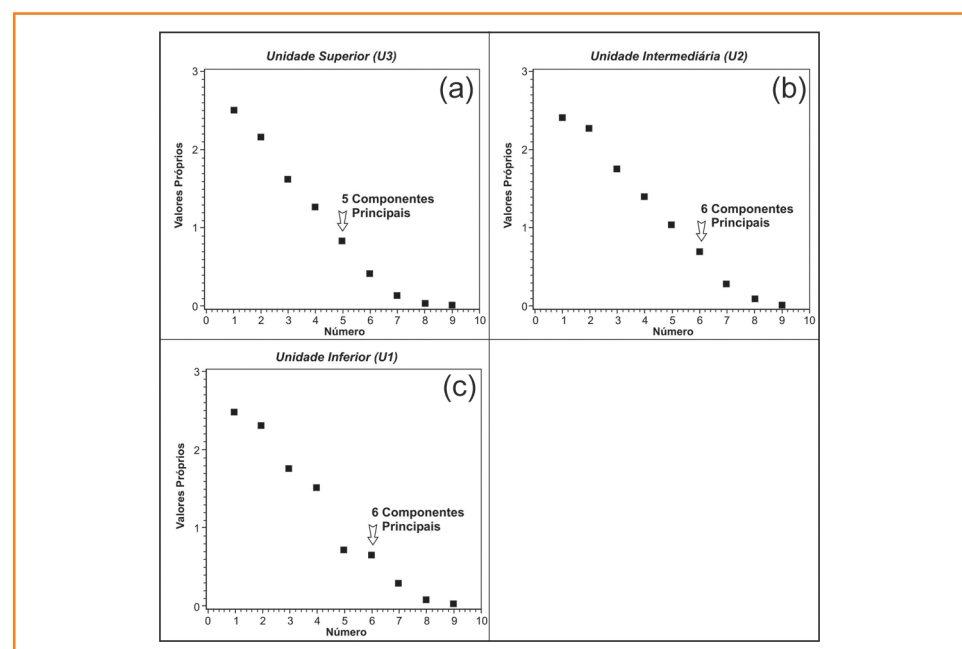 Unidade Superior (U3)
(a)
Valores Próprios
3
2
1
0
5 Componentes
Principais
0 1 2 3 4 5 6 7 8 9 10
Número
Unidade Intermediária (U2)
(b)
Valores Próprios
3
2
1
0
6 Componentes
Principais
0 1 2 3 4 5 6 7 8 9 10
Número
Unidade Inferior (U1)
(c)
Valores Próprios
3
2
1
0
6 Componentes
Principais
0 1 2 3 4 5 6 7 8 9 10
Número